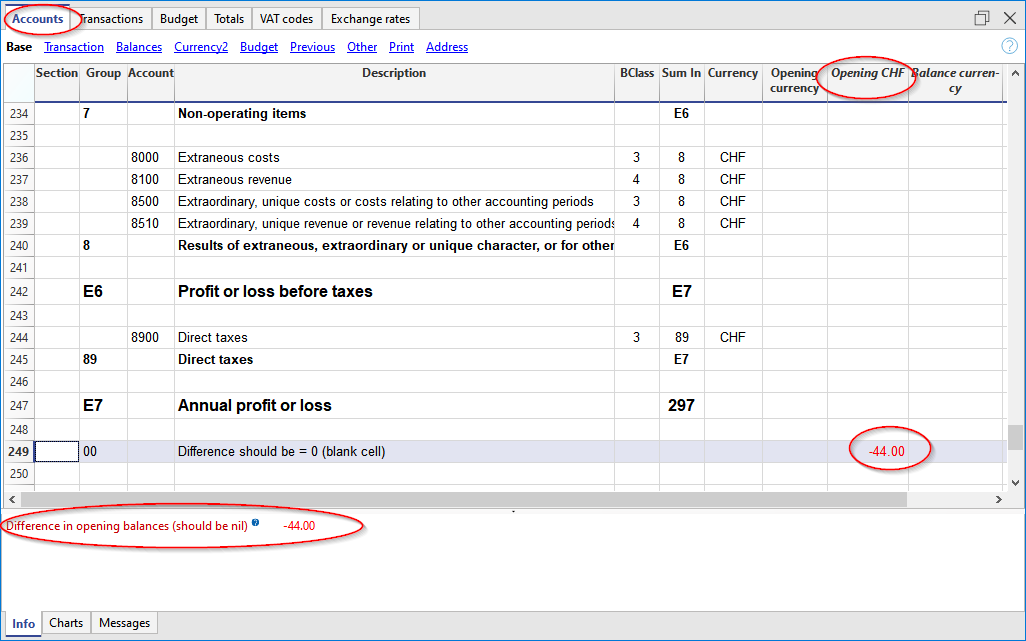 Accounts Transactions Budget Totals VAT codes Exchange rates
Base Transaction Balances Currency2 Budget Previous Other Print Address
Section Group Account Description BClass Sum In Currency Opening currency Opening CHF Balance curren-cy
234 7 Non-operating items E6
235
236 8000 Extraneous costs 3 8 CHF
237 8100 Extraneous revenue 4 8 CHF
238 8500 Extraordinary, unique costs or costs relating to other accounting periods 3 8 CHF
239 8510 Extraordinary, unique revenue or revenue relating to other accounting periods 4 8 CHF
240 8 Results of extraneous, extraordinary or unique character, or for other E6
241
242 E6 Profit or loss before taxes E7
243
244 8900 Direct taxes 3 89 CHF
245 89 Direct taxes E7
246
247 E7 Annual profit or loss 297
248
249 00 Difference should be = 0 (blank cell) -44.00
250
Difference in opening balances (should be nil) ? -44.00
Info Charts Messages